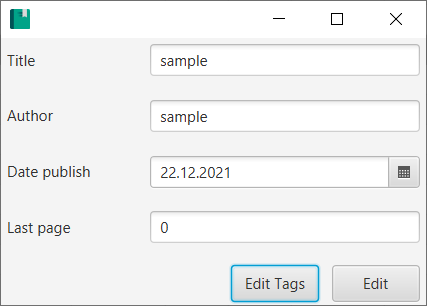 Title sample
Author sample
Date publish 22.12.2021
Last page 0
Edit Tags Edit